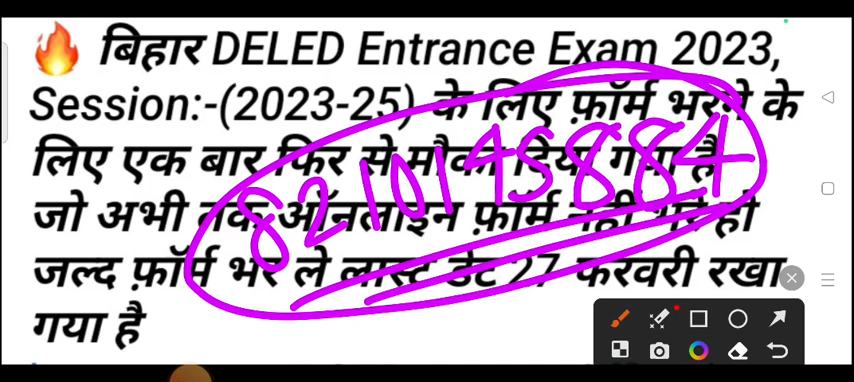 🔥 बिहार DELED Entrance Exam 2023,
Session:-(2023-25) के लिए फ़ॉर्म भरने के
लिए एक बार फिर से मौका दिया गया है
जो अभी तक ऑनलाइन फ़ॉर्म नहीं भरे हो
जल्द फ़ॉर्म भर ले लास्ट डेट 27 फरवरी रखा
गया है
8210145884